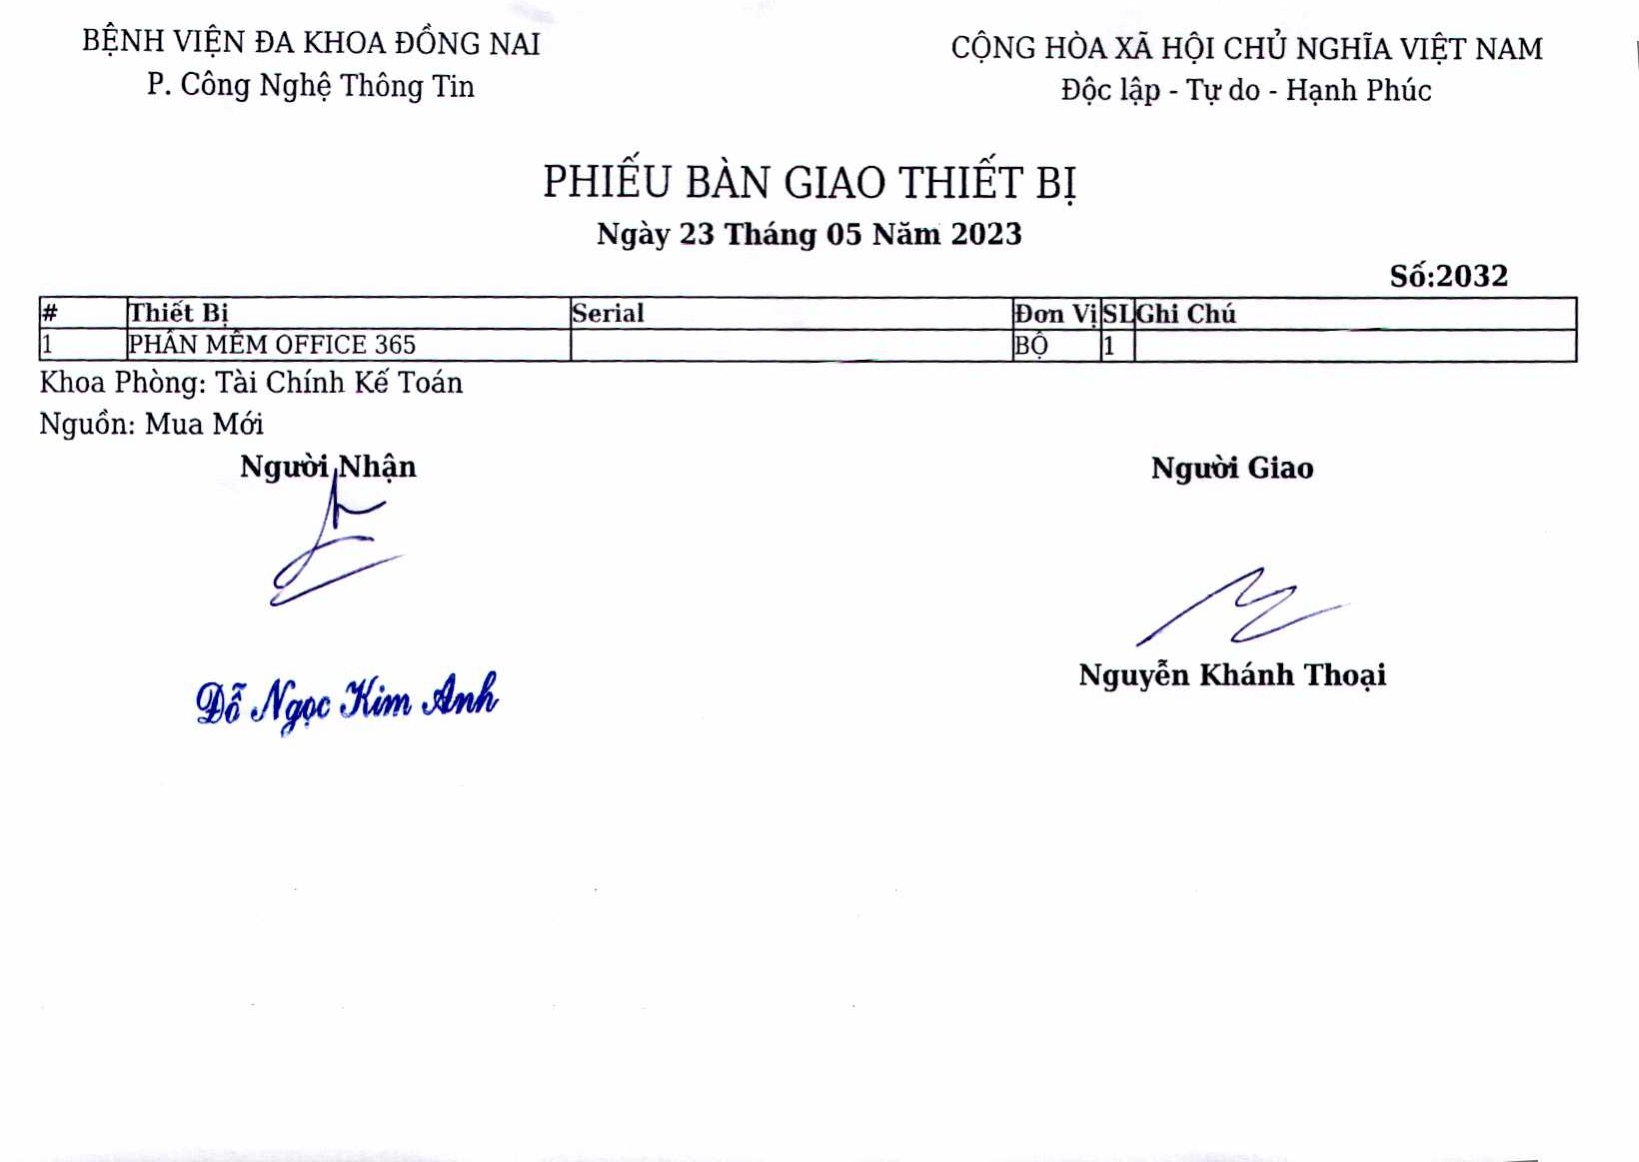 BỆNH VIỆN ĐA KHOA ĐỒNG NAI
P. Công Nghệ Thông Tin
CỘNG HÒA XÃ HỘI CHỦ NGHĨA VIỆT NAM
Độc lập - Tự do - Hạnh Phúc
PHIẾU BÀN GIAO THIẾT BỊ
Ngày 23 Tháng 05 Năm 2023
Số:2032
# Thiết Bị Serial Đơn Vị SL Ghi Chú
1 PHẦN MỀM OFFICE 365 BỘ 1
Khoa Phòng: Tài Chính Kế Toán
Nguồn: Mua Mới
Người Nhận Người Giao
Nguyễn Khánh Thoại
Đỗ Ngọc Kim Anh